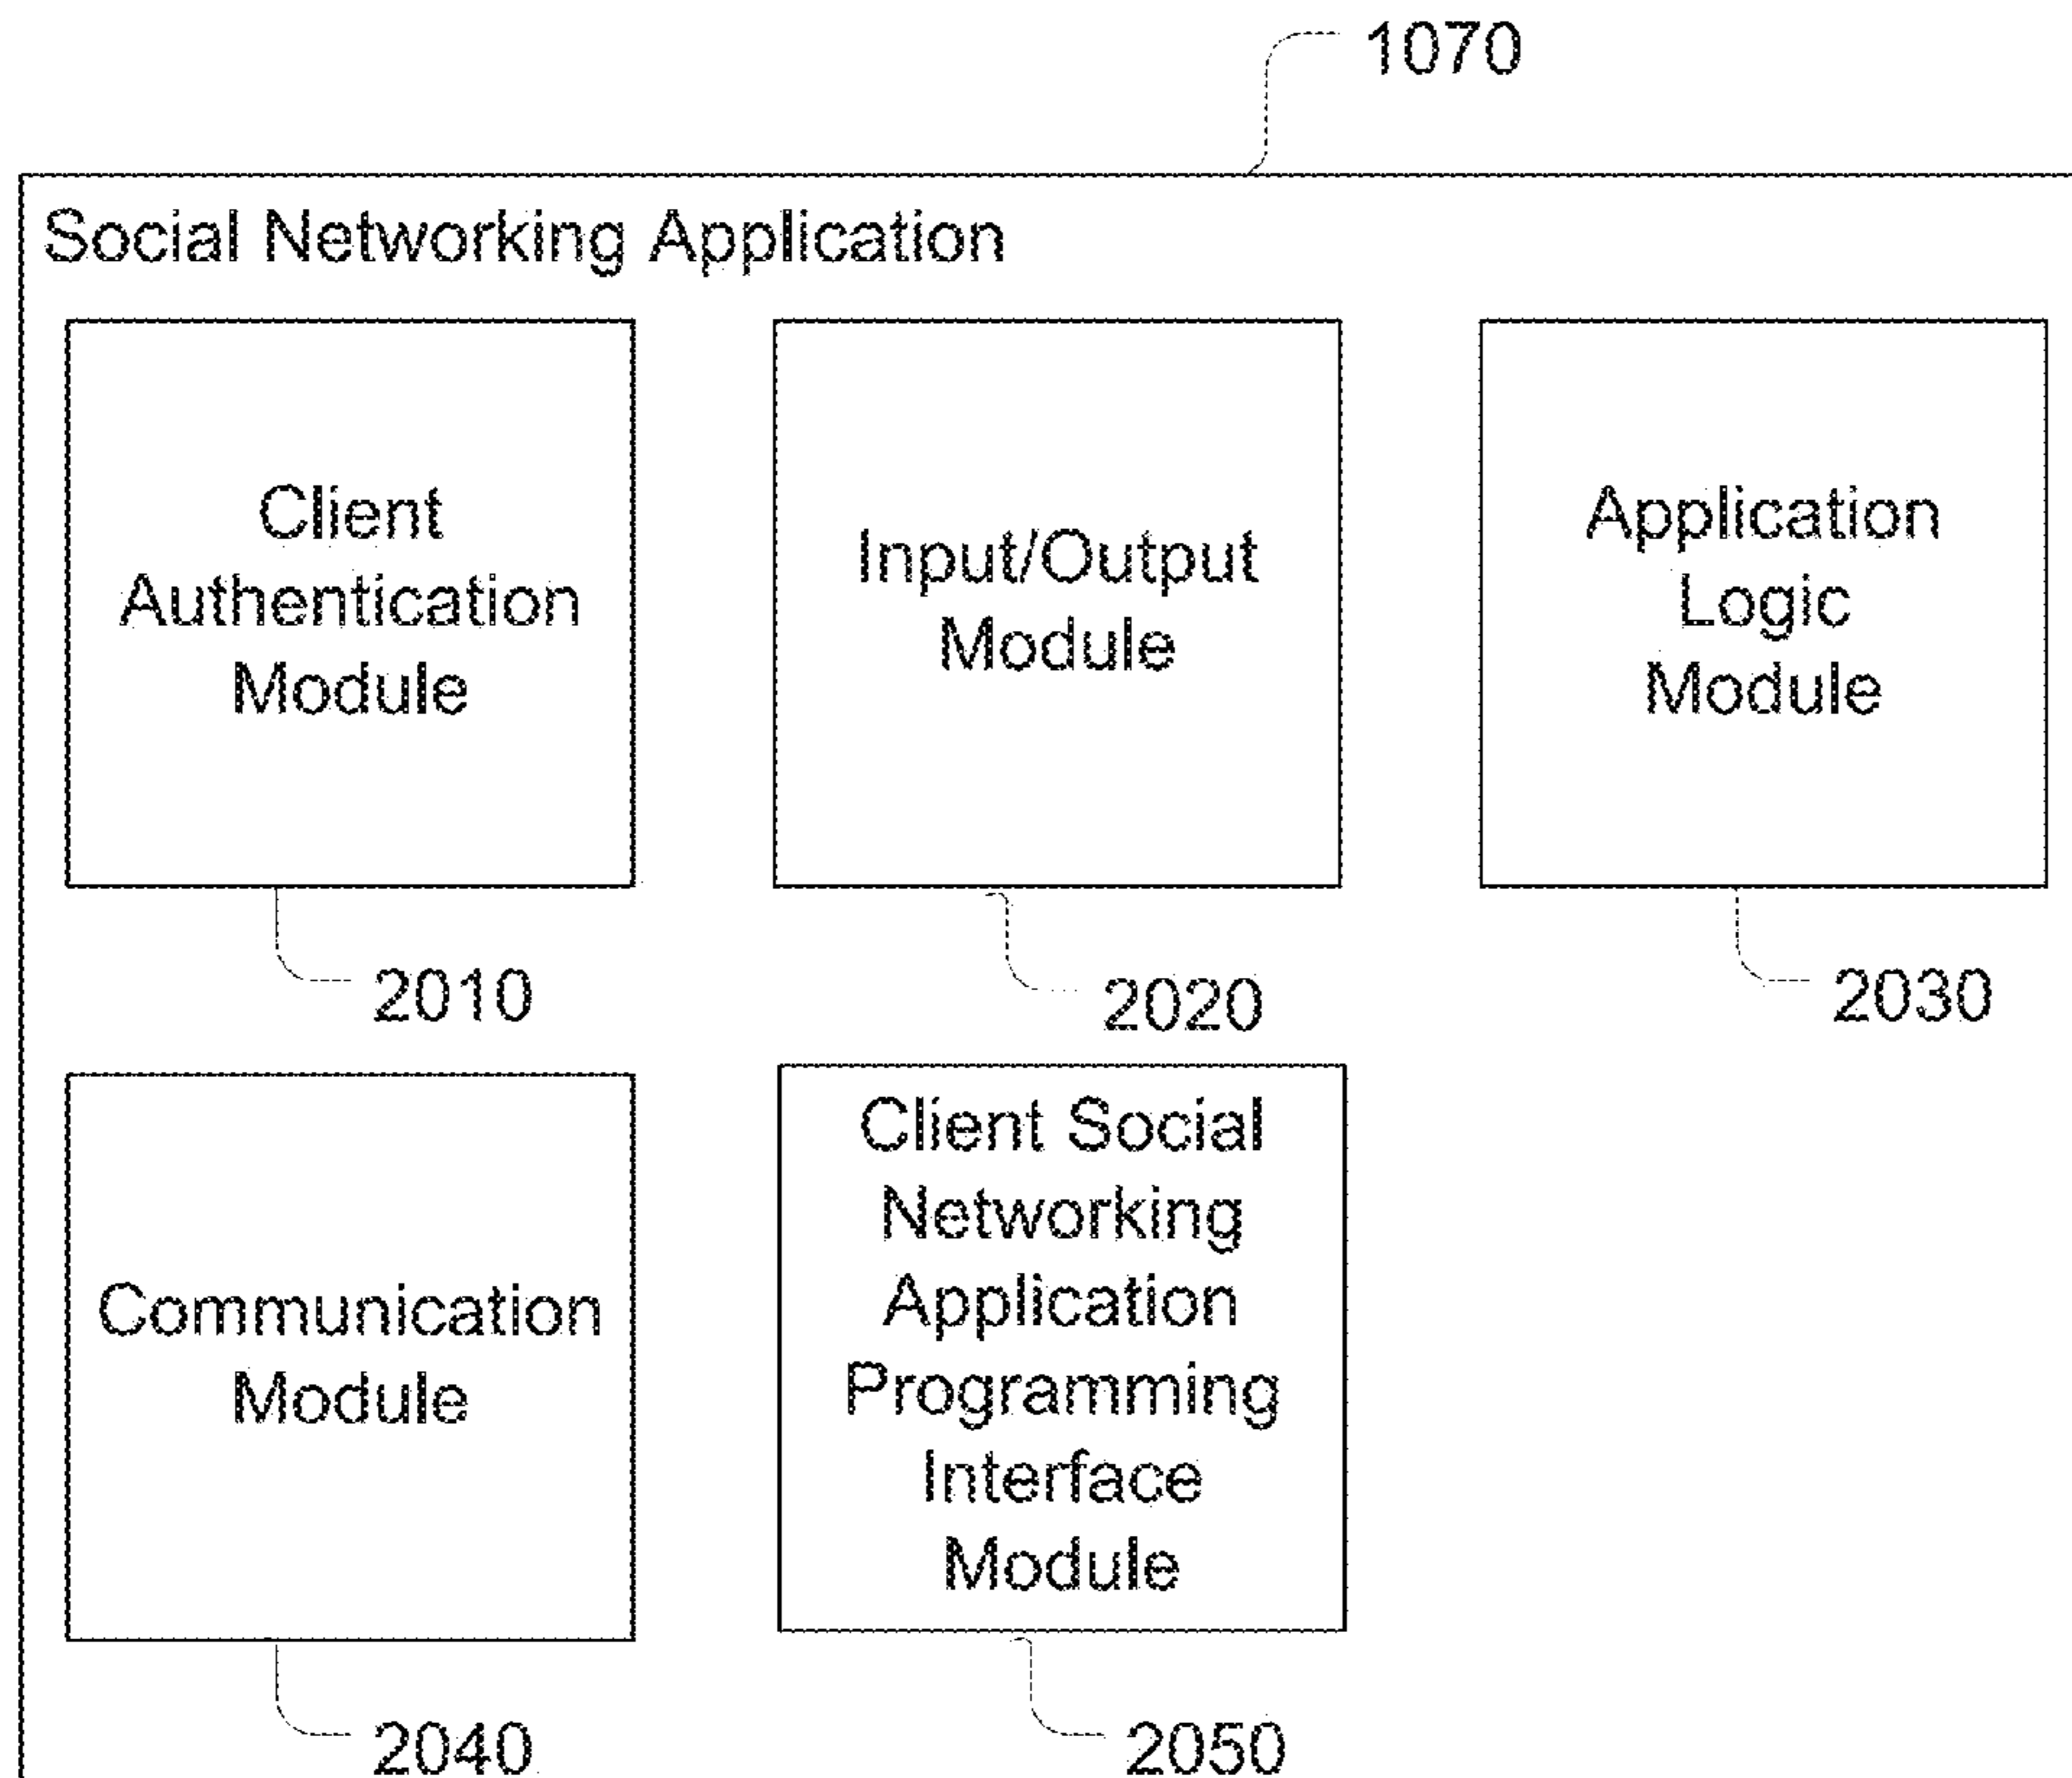 1070
Social Networking Application
Client
Authentication
Module
Input/Output
Module
Application
Logic
Module
2010
2020
2030
Communication
Module
Client Social
Networking
Application
Programming
Interface
Module
2040
2050